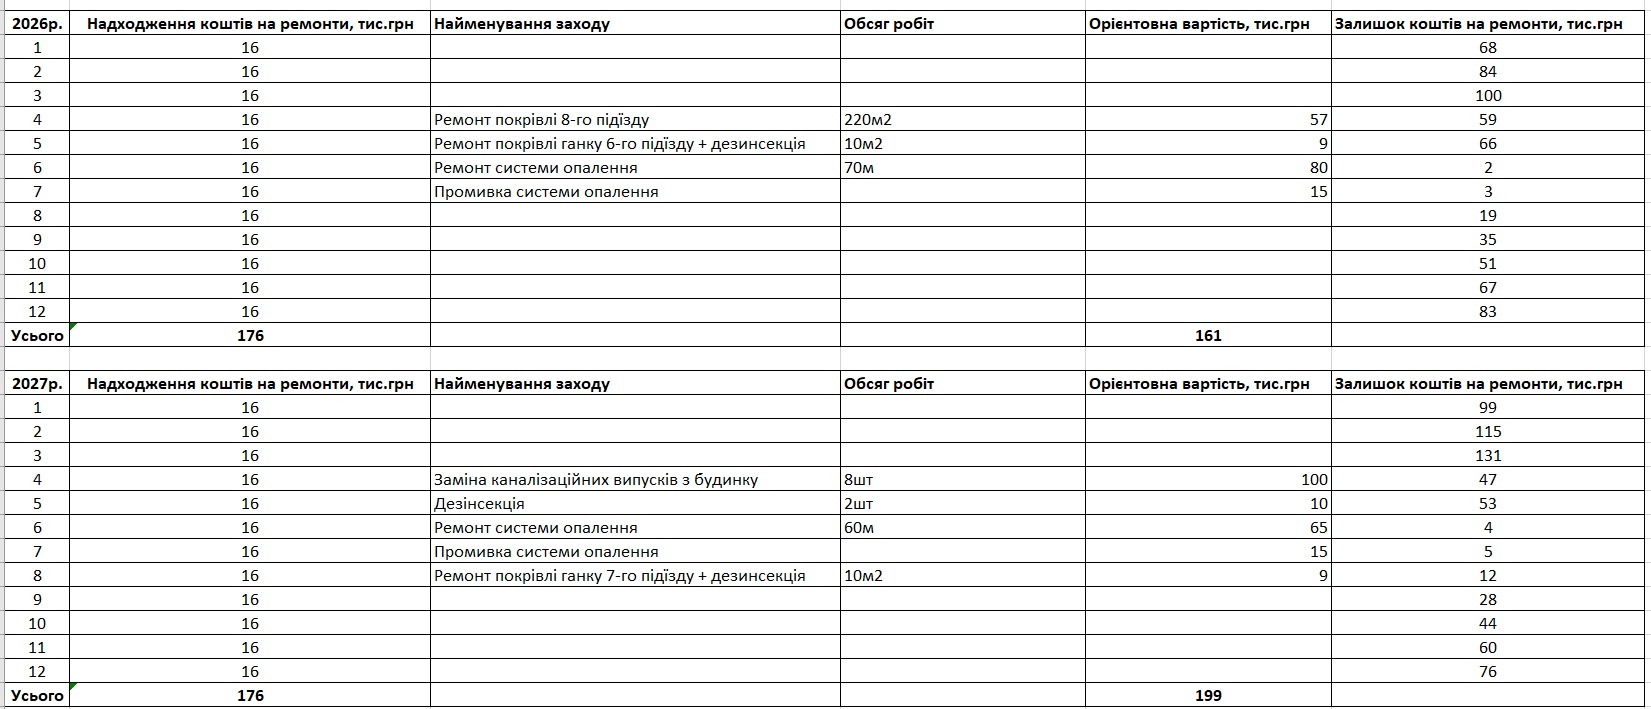 2026р. Надходження коштів на ремонти, тис.грн Найменування заходу Обсяг робіт Орієнтовна вартість, тис.грн Залишок коштів на ремонти, тис.грн
1 16 68
2 16 84
3 16 100
4 16 Ремонт покрівлі 8-го підїзду 220м2 57 59
5 16 Ремонт покрівлі ганку 6-го підїзду + дезинсекція 10м2 9 66
6 16 Ремонт системи опалення 70м 80 2
7 16 Промивка системи опалення 15 3
8 16 19
9 16 35
10 16 51
11 16 67
12 16 83
Усього 176 161
2027р. Надходження коштів на ремонти, тис.грн Найменування заходу Обсяг робіт Орієнтовна вартість, тис.грн Залишок коштів на ремонти, тис.грн
1 16 99
2 16 115
3 16 131
4 16 Заміна каналізаційних випусків з будинку 8шт 100 47
5 16 Дезінсекція 2шт 10 53
6 16 Ремонт системи опалення 60м 65 4
7 16 Промивка системи опалення 15 5
8 16 Ремонт покрівлі ганку 7-го підїзду + дезинсекція 10м2 9 12
9 16 28
10 16 44
11 16 60
12 16 76
Усього 176 199